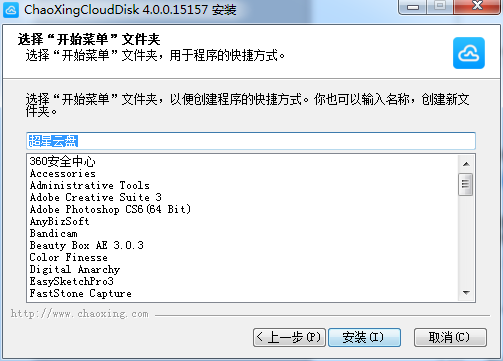 ChaoXingCloudDisk 4.0.0.15157 安装
选择“开始菜单”文件夹
选择“开始菜单”文件夹，用于程序的快捷方式。
选择“开始菜单”文件夹，以便创建程序的快捷方式。你也可以输入名称，创建新文
件夹。
超星云盘
360安全中心
Accessories
Administrative Tools
Adobe Creative Suite 3
Adobe Photoshop CS6(64 Bit)
AnyBizSoft
Bandicam
Beauty Box AE 3.0.3
Color Finesse
Digital Anarchy
EasySketchPro3
FastStone Capture
http://www.chaoxing.com
< 上一步(P)
安装(I)
取消(C)